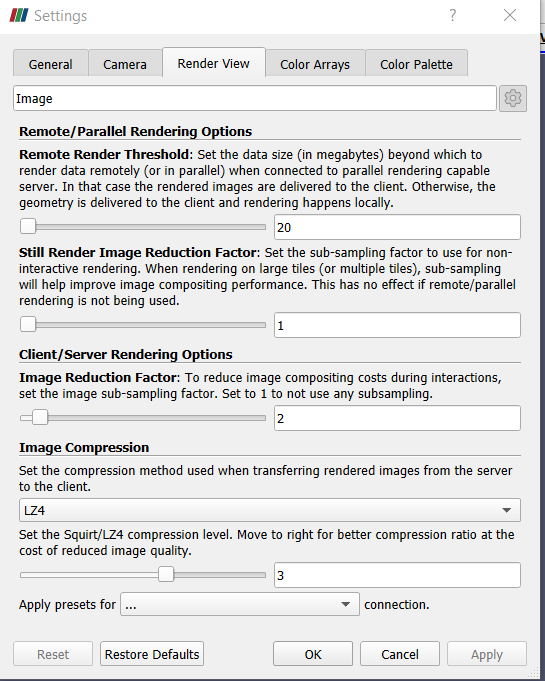 Settings
?
General Camera Render View Color Arrays Color Palette
Image
Remote/Parallel Rendering Options
Remote Render Threshold: Set the data size (in megabytes) beyond which to
render data remotely (or in parallel) when connected to parallel rendering capable
server. In that case the rendered images are delivered to the client. Otherwise, the
geometry is delivered to the client and rendering happens locally.
20
Still Render Image Reduction Factor: Set the sub-sampling factor to use for non-
interactive rendering. When rendering on large tiles (or multiple tiles), sub-sampling
will help improve image compositing performance. This has no effect if remote/parallel
rendering is not being used.
1
Client/Server Rendering Options
Image Reduction Factor: To reduce image compositing costs during interactions,
set the image sub-sampling factor. Set to 1 to not use any subsampling.
2
Image Compression
Set the compression method used when transferring rendered images from the server
to the client.
LZ4
Set the Squirt/LZ4 compression level. Move to right for better compression ratio at the
cost of reduced image quality.
3
Apply presets for ... connection.
Reset Restore Defaults OK Cancel Apply